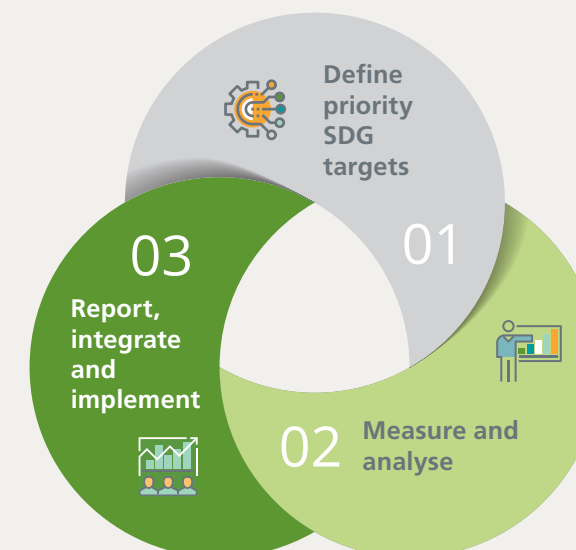 Define
priority
SDG
targets
01
02
Measure and
analyse
03
Report,
integrate
and
implement